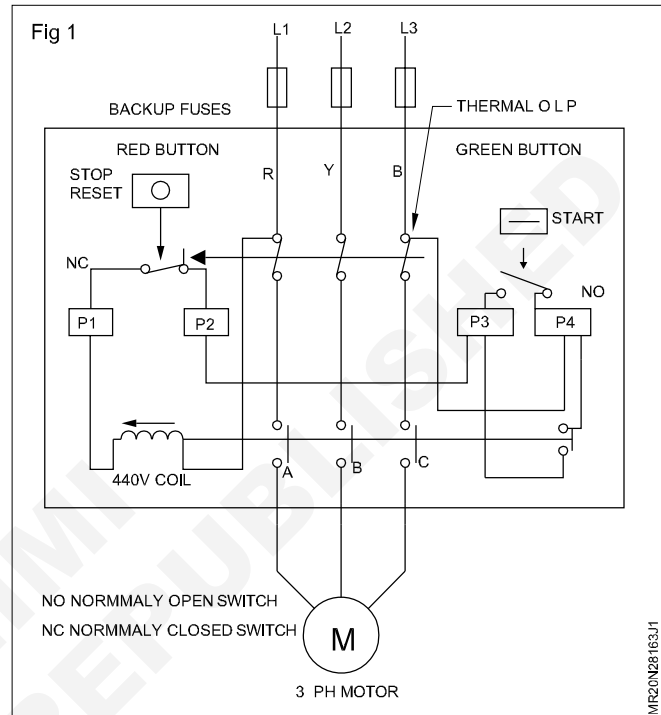 Fig 1
L1 L2 L3
BACKUP FUSES
THERMAL O L P
RED BUTTON
GREEN BUTTON
R Y B
STOP
RESET
START
NC
NO
P1 P2 P3 P4
440V COIL
A B C
NO NORMMALY OPEN SWITCH
NC NORMMALY CLOSED SWITCH
M
3 PH MOTOR
MR20N28163J1
REPUBLISHED